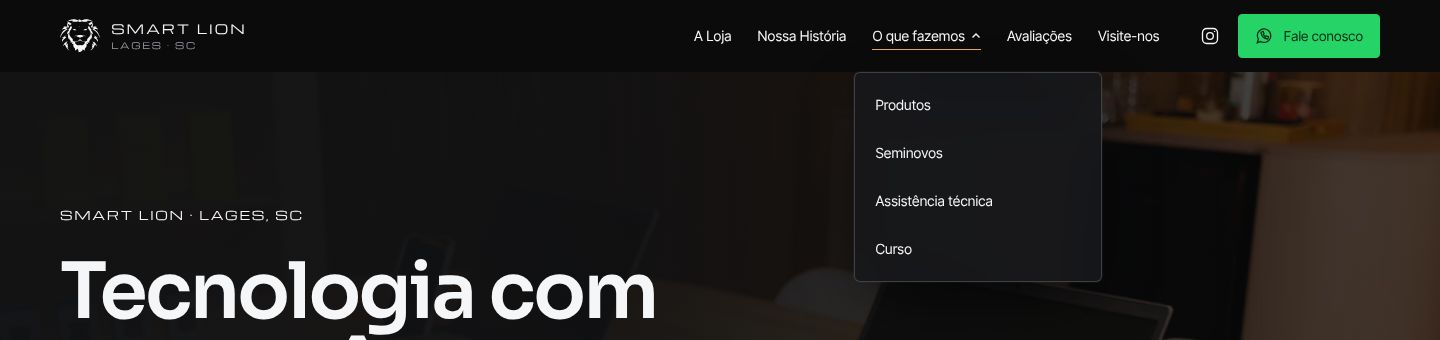 SMART LION
LAGES · SC
A Loja
Nossa História
O que fazemos
Avaliações
Visite-nos
Fale conosco
Produtos
Seminovos
Assistência técnica
Curso
SMART LION · LAGES, SC
Tecnologia com